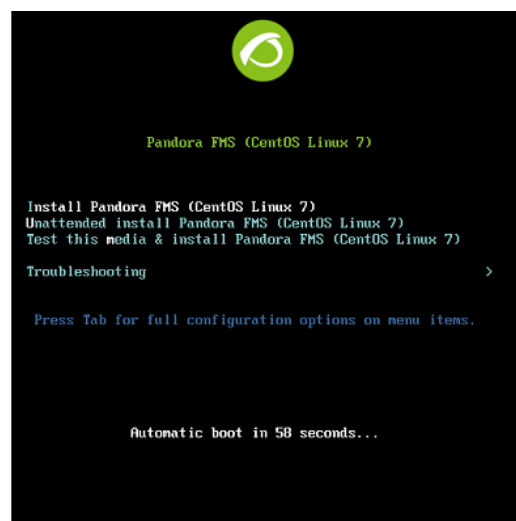 Pandora FMS (CentOS Linux 7)
Install Pandora FMS (CentOS Linux 7)
Unattended install Pandora FMS (CentOS Linux 7)
Test this media & install Pandora FMS (CentOS Linux 7)
Troubleshooting >
Press Tab for full configuration options on menu items.
Automatic boot in 58 seconds...